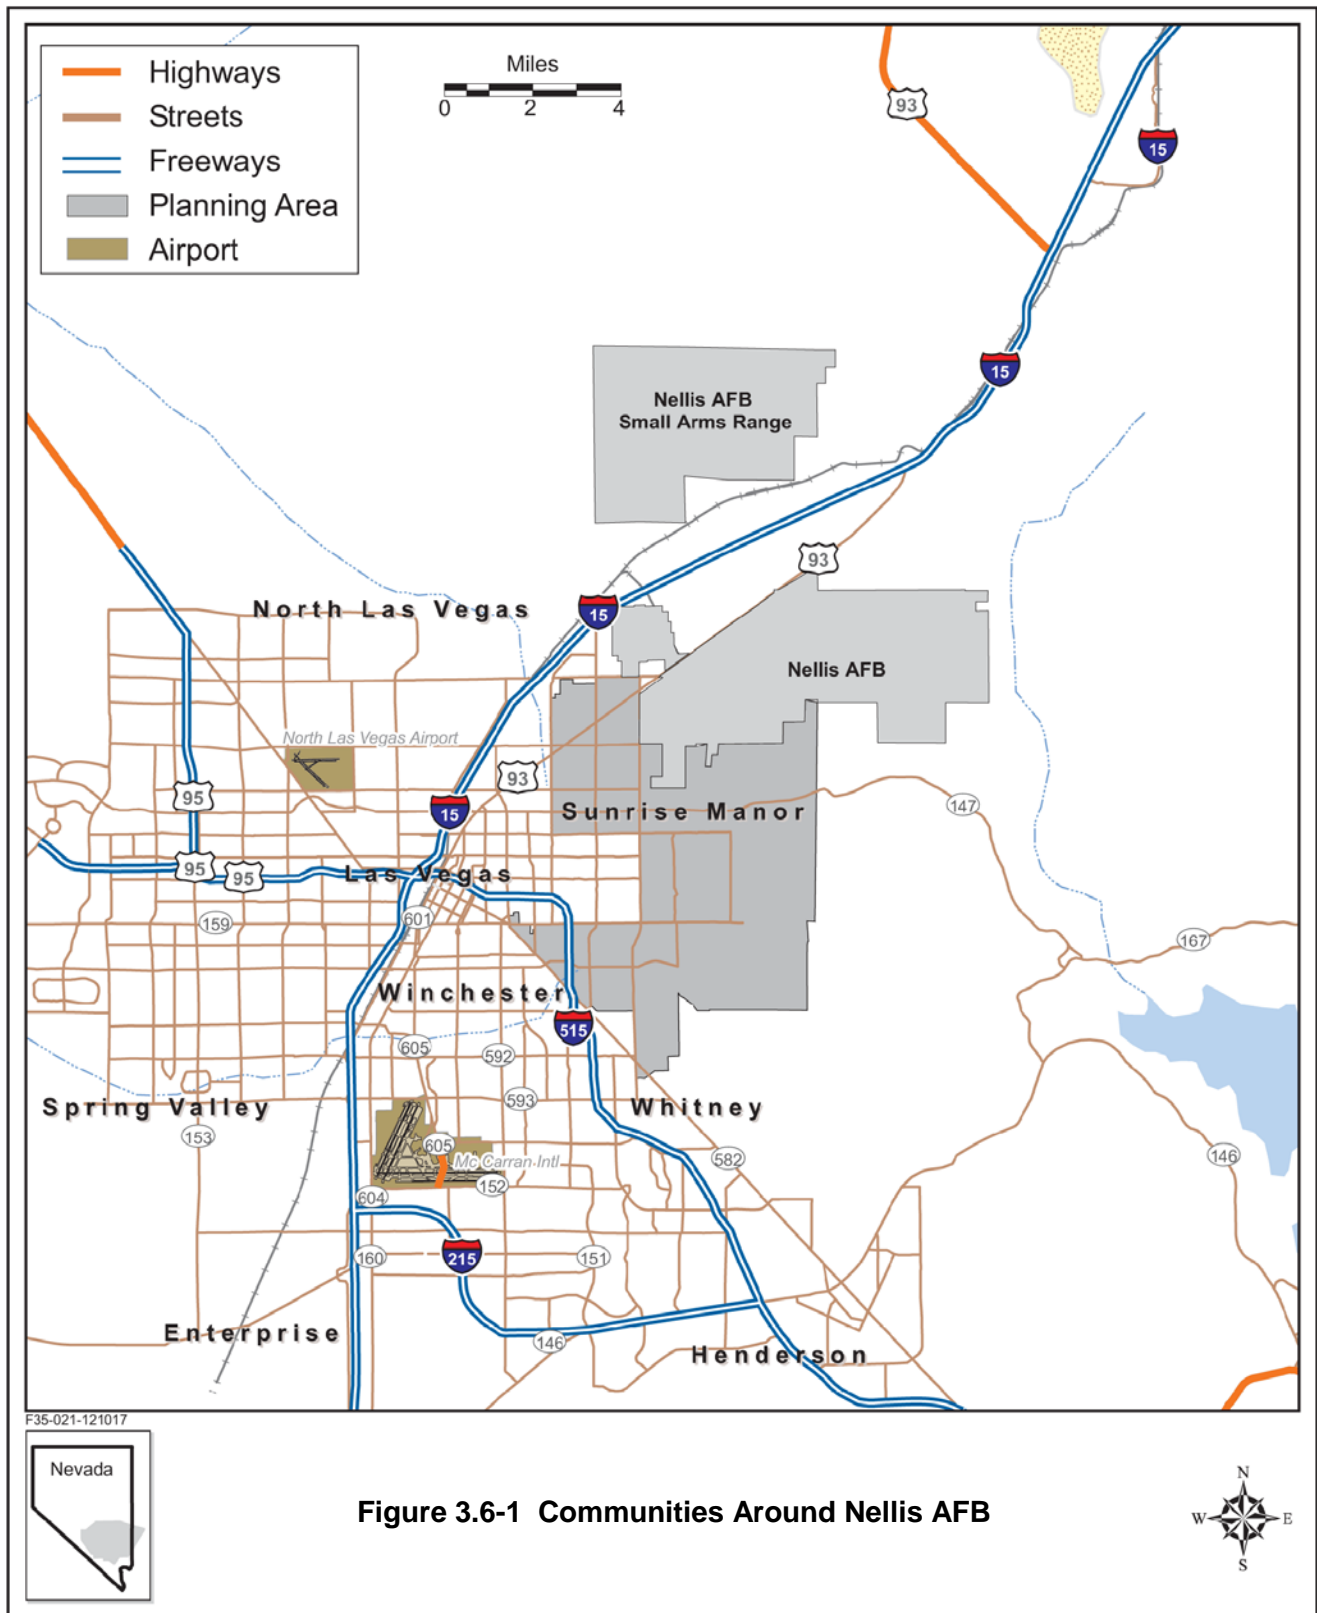 Highways
Streets
Freeways
Planning Area
Airport
Miles
0 2 4
93
15
15
Nellis AFB
Small Arms Range
93
North Las Vegas
15
Nellis AFB
North Las Vegas Airport
93
95
15
Sunrise Manor
147
95
95
Las Vegas
159
601
167
Winchester
515
605
592
593
Spring Valley
Whitney
153
605
Mc Carran Intl
582
146
152
604
160
215
151
Enterprise
146
Henderson
F35-021-121017
Nevada
Figure 3.6-1 Communities Around Nellis AFB
N
W E
S